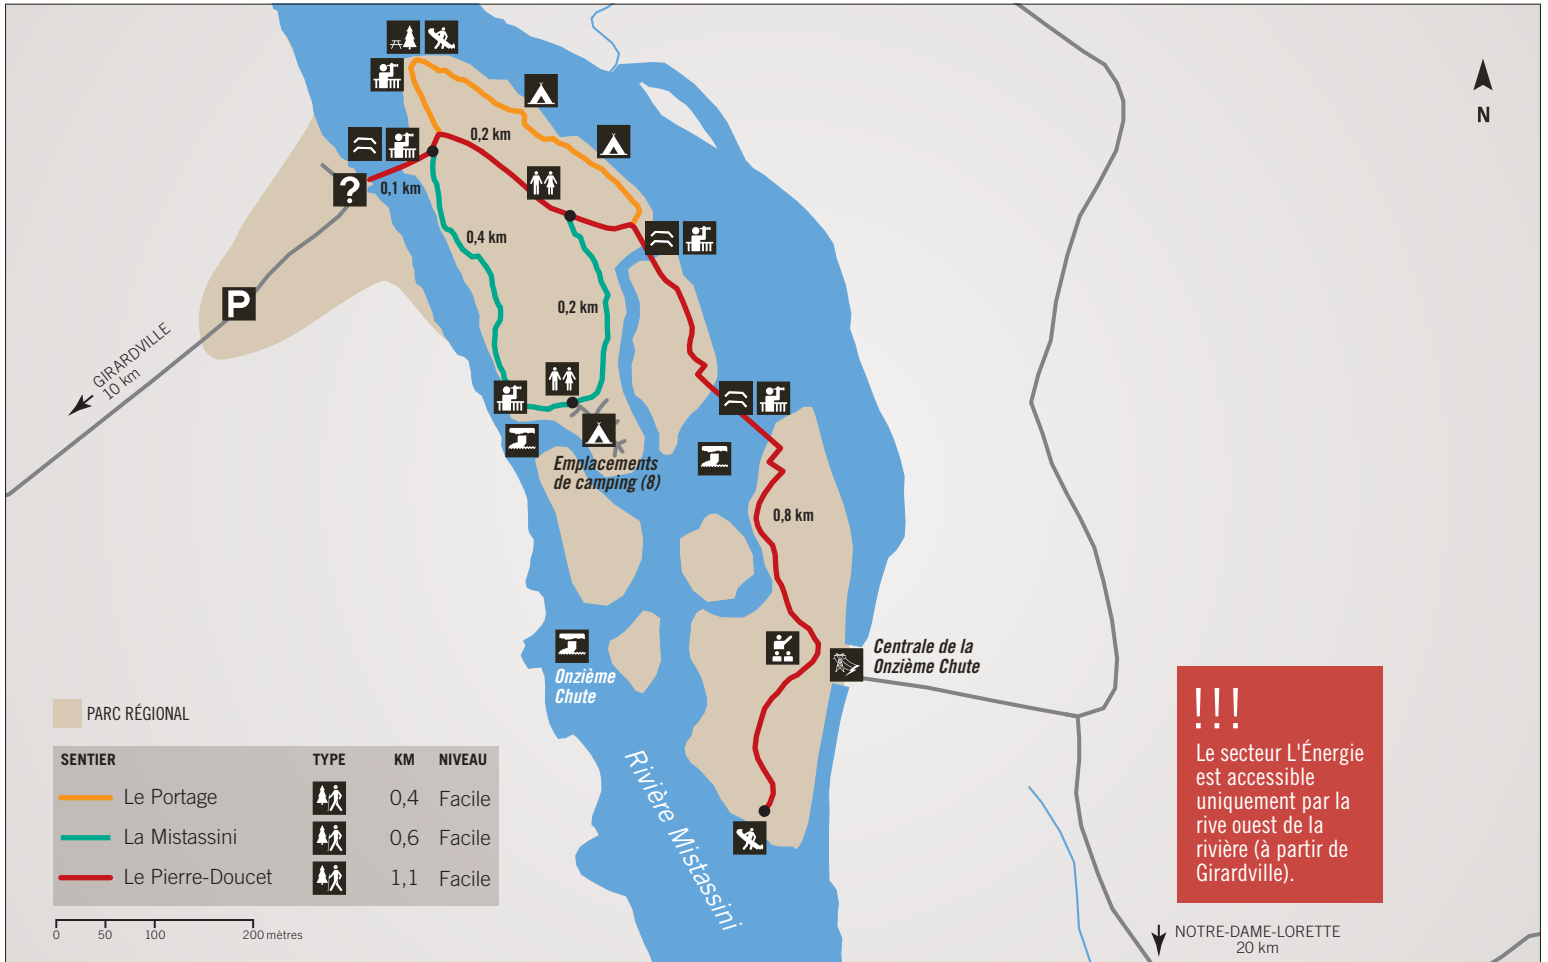 N
0,2 km
0,1 km
?
0,4 km
0,2 km
P
GIRARDVILLE
10 km
Emplacements
de camping (8)
0,8 km
Centrale de la
Onzième Chute
Onzième
Chute
Rivière Mistassini
PARC RÉGIONAL
SENTIER TYPE KM NIVEAU
Le Portage 0,4 Facile
La Mistassini 0,6 Facile
Le Pierre-Doucet 1,1 Facile
0 50 100 200 mètres
!!!
Le secteur L'Énergie
est accessible
uniquement par la
rive ouest de la
rivière (à partir de
Girardville).
NOTRE-DAME-LORETTE
20 km